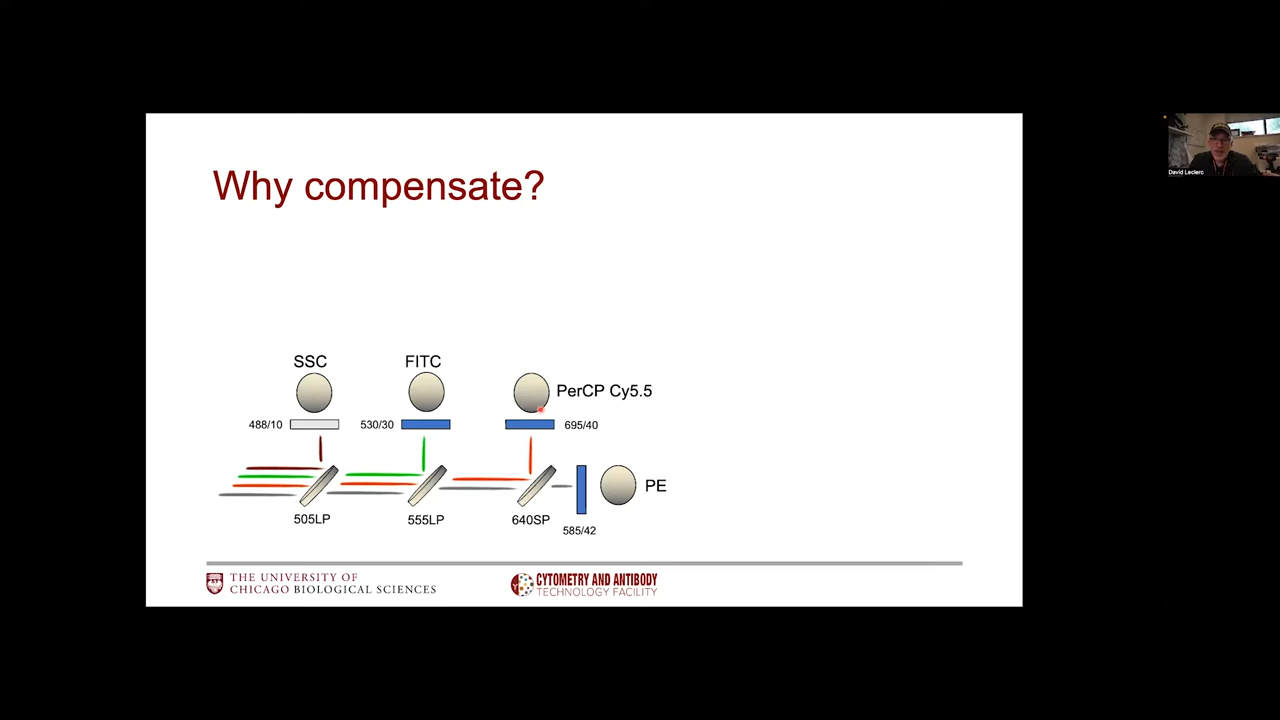 Why compensate?
David Leclerc
SSC
FITC
PerCP Cy5.5
488/10
530/30
695/40
PE
505LP
555LP
640SP
585/42
THE UNIVERSITY OF
CHICAGO BIOLOGICAL SCIENCES
CYTOMETRY AND ANTIBODY
TECHNOLOGY FACILITY